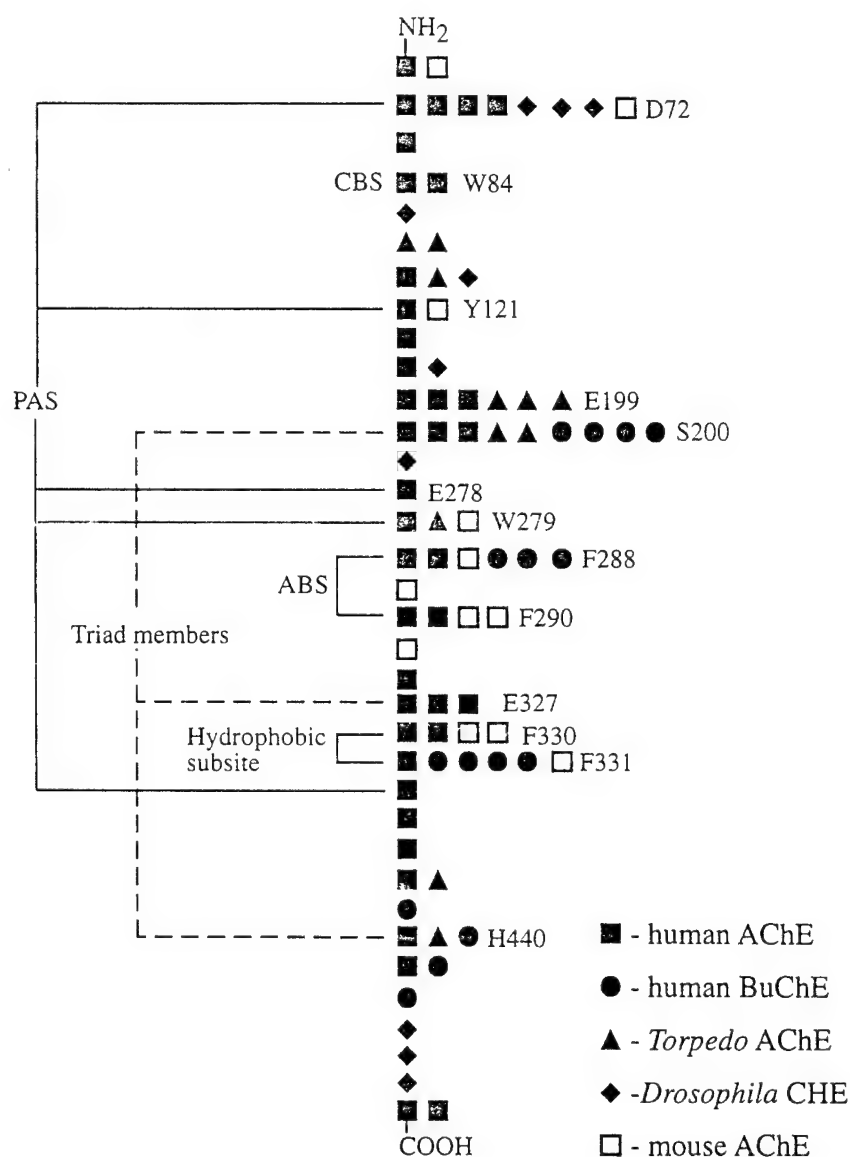 NH2
D72
CBS W84
Y121
PAS
E199
S200
E278
W279
ABS
F288
F290
Triad members
E327
Hydrophobic
subsite
F330
F331
H440
- human AChE
- human BuChE
- Torpedo AChE
-Drosophila CHE
- mouse AChE
COOH